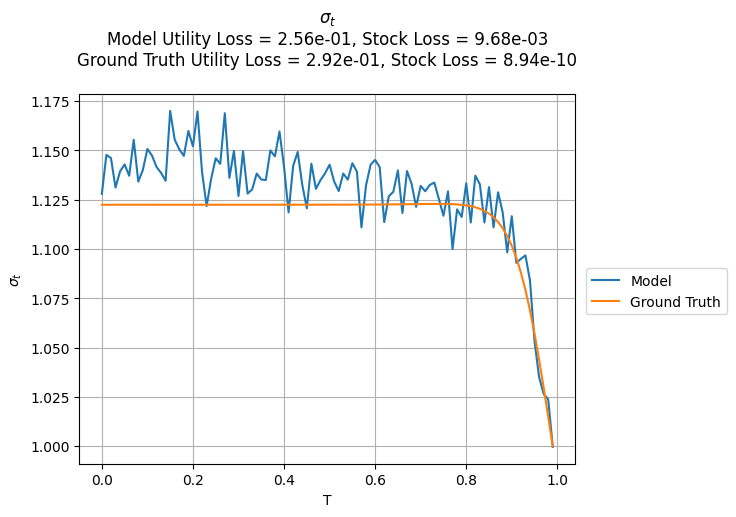 σₜ
Model Utility Loss = 2.56e-01, Stock Loss = 9.68e-03
Ground Truth Utility Loss = 2.92e-01, Stock Loss = 8.94e-10
1.175
1.150
1.125
1.100
1.075
1.050
1.025
1.000
σₜ
0.0 0.2 0.4 0.6 0.8 1.0
T
Model
Ground Truth